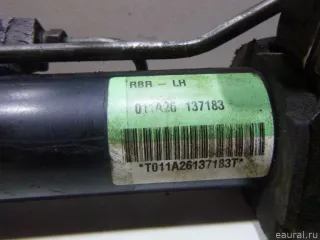 RBR - LH
011A26 137183
*T011A26137183T*
© eaural.ru